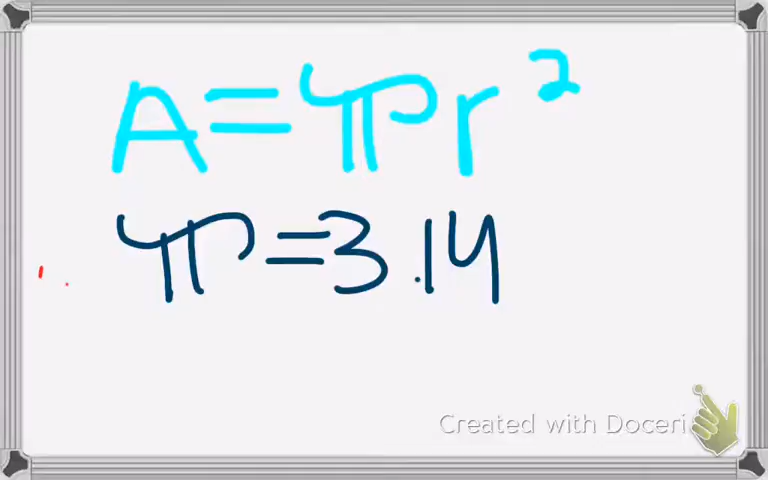 A=πr²
π=3.14
Created with Doceri